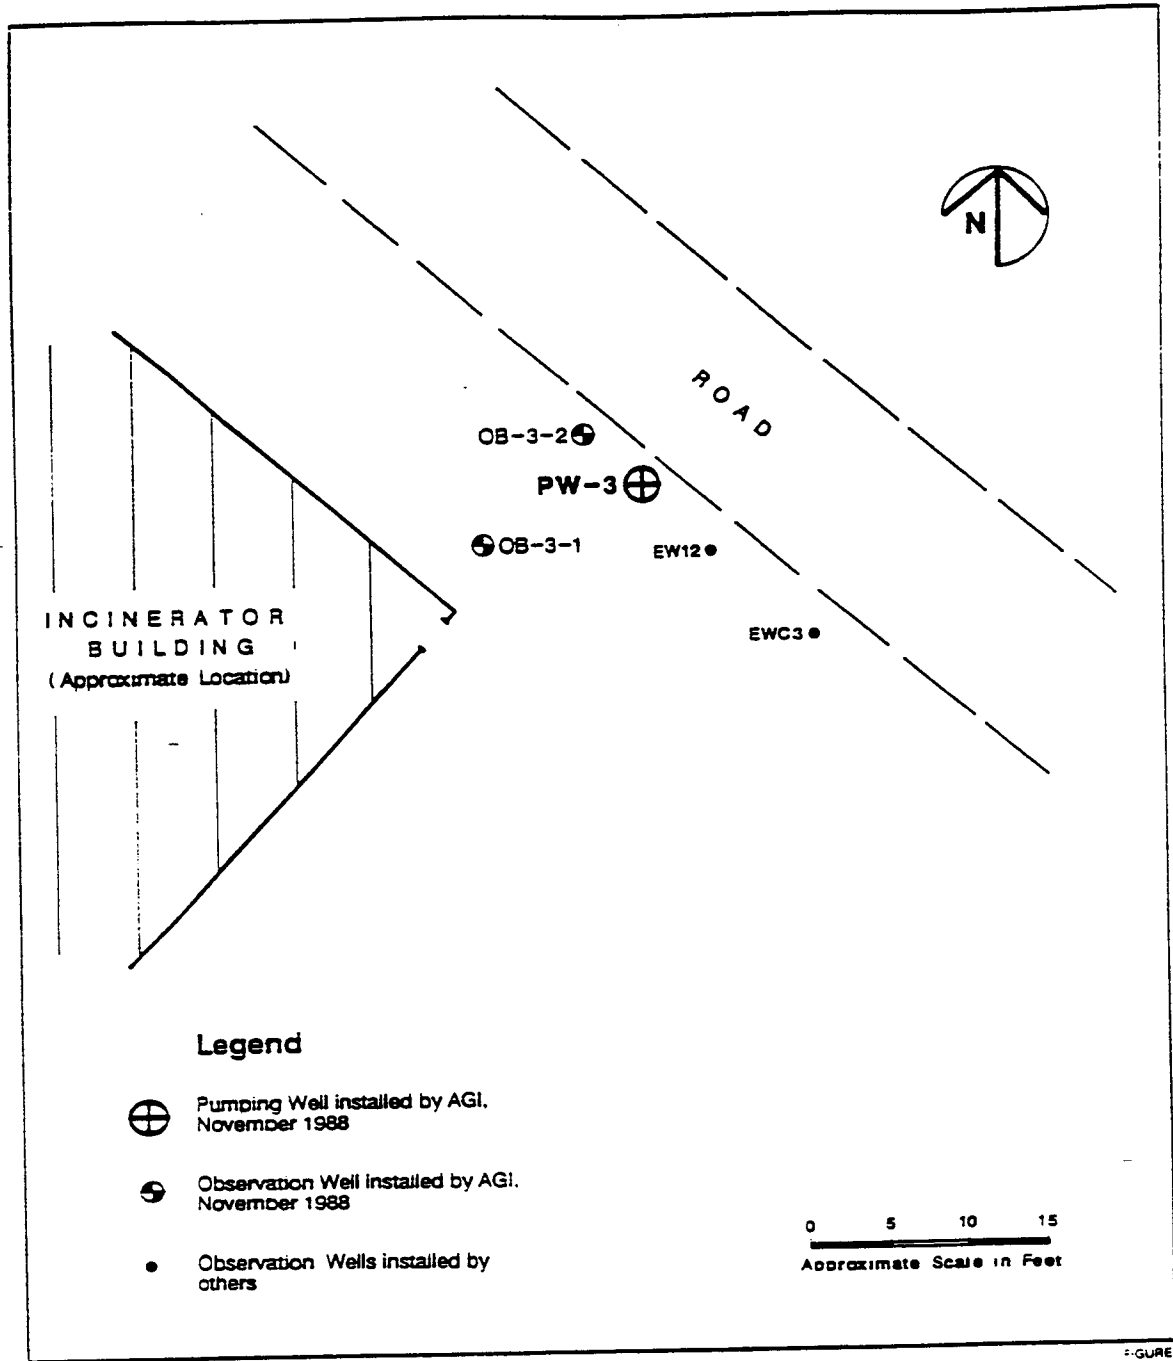 N
ROAD
OB-3-2
PW-3
OB-3-1
EW12
EWC3
INCINERATOR
BUILDING
(Approximate Location)
Legend
Pumping Well installed by AGI,
November 1988
Observation Well installed by AGI,
November 1988
Observation Wells installed by
others
0 5 10 15
Approximate Scale in Feet
FIGURE